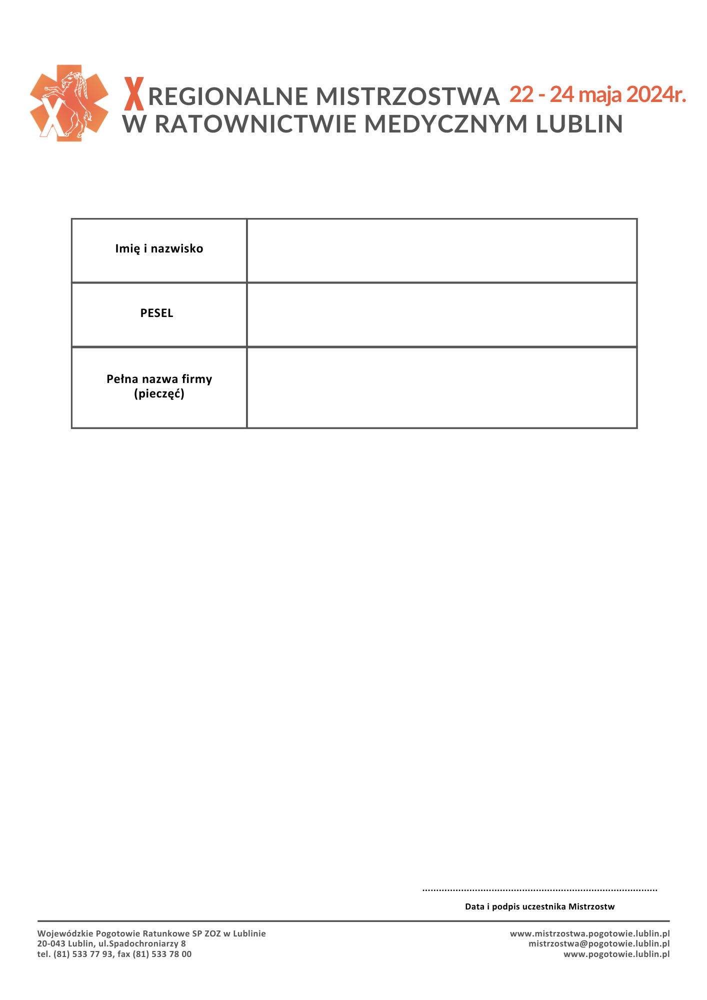 X REGIONALNE MISTRZOSTWA 22 - 24 maja 2024r.
W RATOWNICTWIE MEDYCZNYM LUBLIN
X
Imię i nazwisko
PESEL
Pełna nazwa firmy
(pieczęć)
......................................................................................
Data i podpis uczestnika Mistrzostw
Wojewódzkie Pogotowie Ratunkowe SP ZOZ w Lublinie
20-043 Lublin, ul.Spadochroniarzy 8
tel. (81) 533 77 93, fax (81) 533 78 00
www.mistrzostwa.pogotowie.lublin.pl
mistrzostwa@pogotowie.lublin.pl
www.pogotowie.lublin.pl